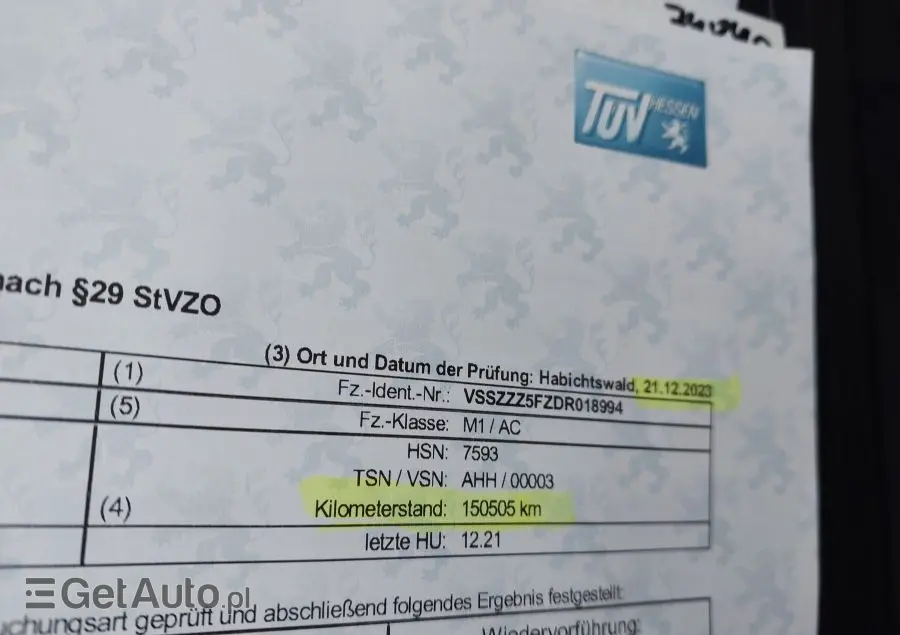 TÜV HESSEN
nach §29 StVZO
(3) Ort und Datum der Prüfung: Habichtswald, 21.12.2023
(1) Fz.-Ident.-Nr.: VSSZZZ5FZDR018994
(5) Fz.-Klasse: M1 / AC
HSN: 7593
TSN / VSN: AHH / 00003
(4) Kilometerstand: 150505 km
letzte HU: 12.21
GetAuto.pl
uchungsart geprüft und abschließend folgendes Ergebnis festgestellt:
Wiedervorführung: